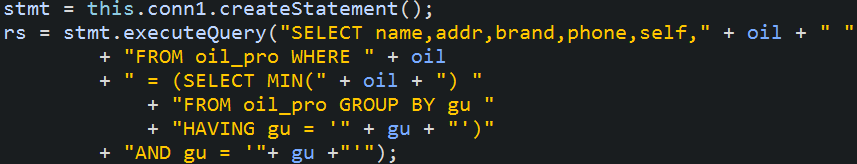 stmt = this.conn1.createStatement();
rs = stmt.executeQuery("SELECT name,addr,brand,phone,self," + oil + " "
+ "FROM oil_pro WHERE " + oil
+ " = (SELECT MIN(" + oil + ") "
+ "FROM oil_pro GROUP BY gu "
+ "HAVING gu = '" + gu + "')"
+ "AND gu = '"+ gu +"'");